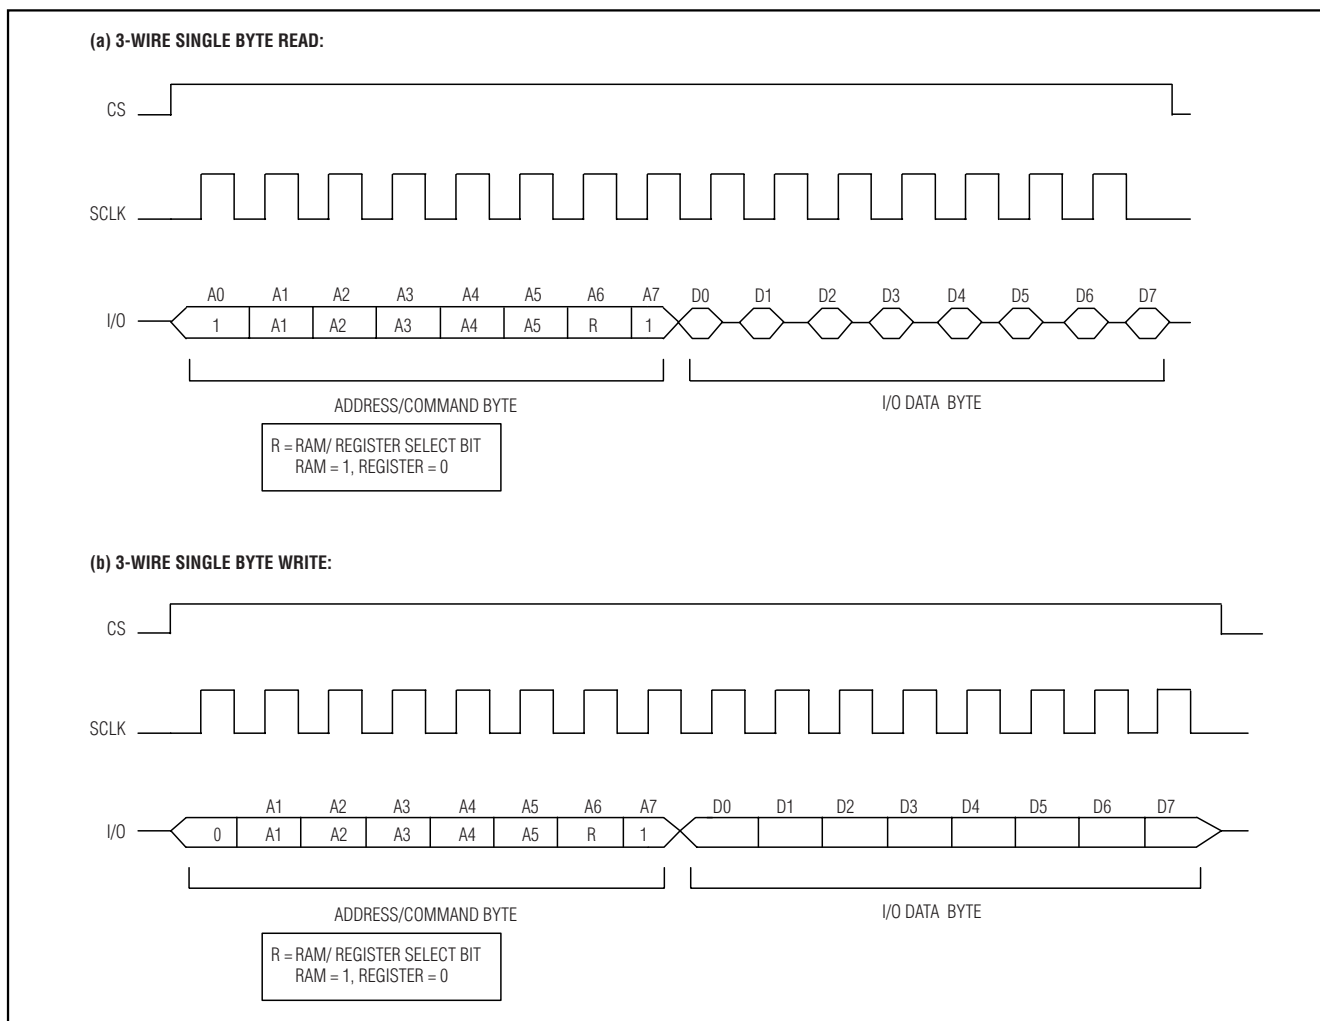 (a) 3-WIRE SINGLE BYTE READ:
CS
SCLK
A0 A1 A2 A3 A4 A5 A6 A7 D0 D1 D2 D3 D4 D5 D6 D7
I/O 1 A1 A2 A3 A4 A5 R 1
ADDRESS/COMMAND BYTE I/O DATA BYTE
R = RAM/ REGISTER SELECT BIT
RAM = 1, REGISTER = 0
(b) 3-WIRE SINGLE BYTE WRITE:
CS
SCLK
A1 A2 A3 A4 A5 A6 A7 D0 D1 D2 D3 D4 D5 D6 D7
I/O 0 A1 A2 A3 A4 A5 R 1
ADDRESS/COMMAND BYTE I/O DATA BYTE
R = RAM/ REGISTER SELECT BIT
RAM = 1, REGISTER = 0